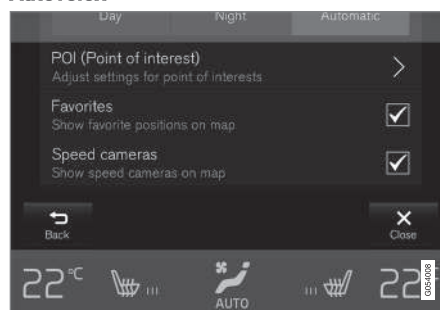 Day Night Automatic
POI (Point of interest)
Adjust settings for point of interests
Favorites
Show favorite positions on map
Speed cameras
Show speed cameras on map
Back Close
22°C AUTO 22°
G054008